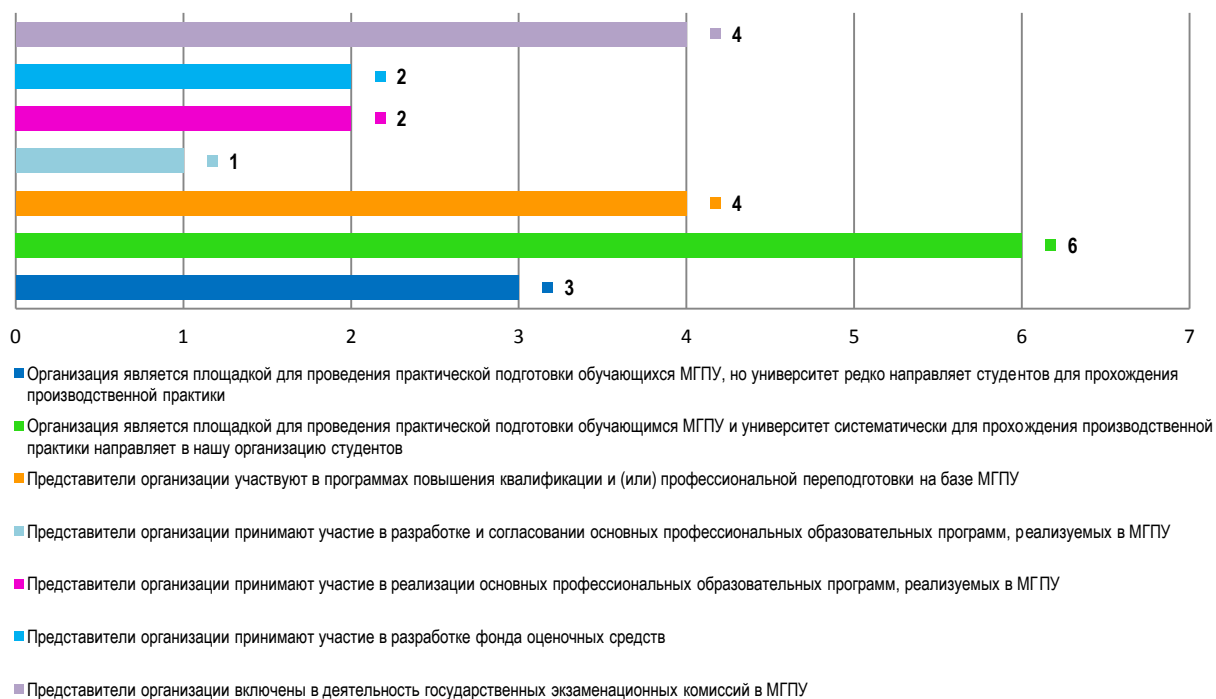 4
2
2
1
4
6
3
0 1 2 3 4 5 6 7
Организация является площадкой для проведения практической подготовки обучающихся МГПУ, но университет редко направляет студентов для прохождения
производственной практики
Организация является площадкой для проведения практической подготовки обучающимся МГПУ и университет систематически для прохождения производственной
практики направляет в нашу организацию студентов
Представители организации участвуют в программах повышения квалификации и (или) профессиональной переподготовки на базе МГПУ
Представители организации принимают участие в разработке и согласовании основных профессиональных образовательных программ, реализуемых в МГПУ
Представители организации принимают участие в реализации основных профессиональных образовательных программ, реализуемых в МГПУ
Представители организации принимают участие в разработке фонда оценочных средств
Представители организации включены в деятельность государственных экзаменационных комиссий в МГПУ